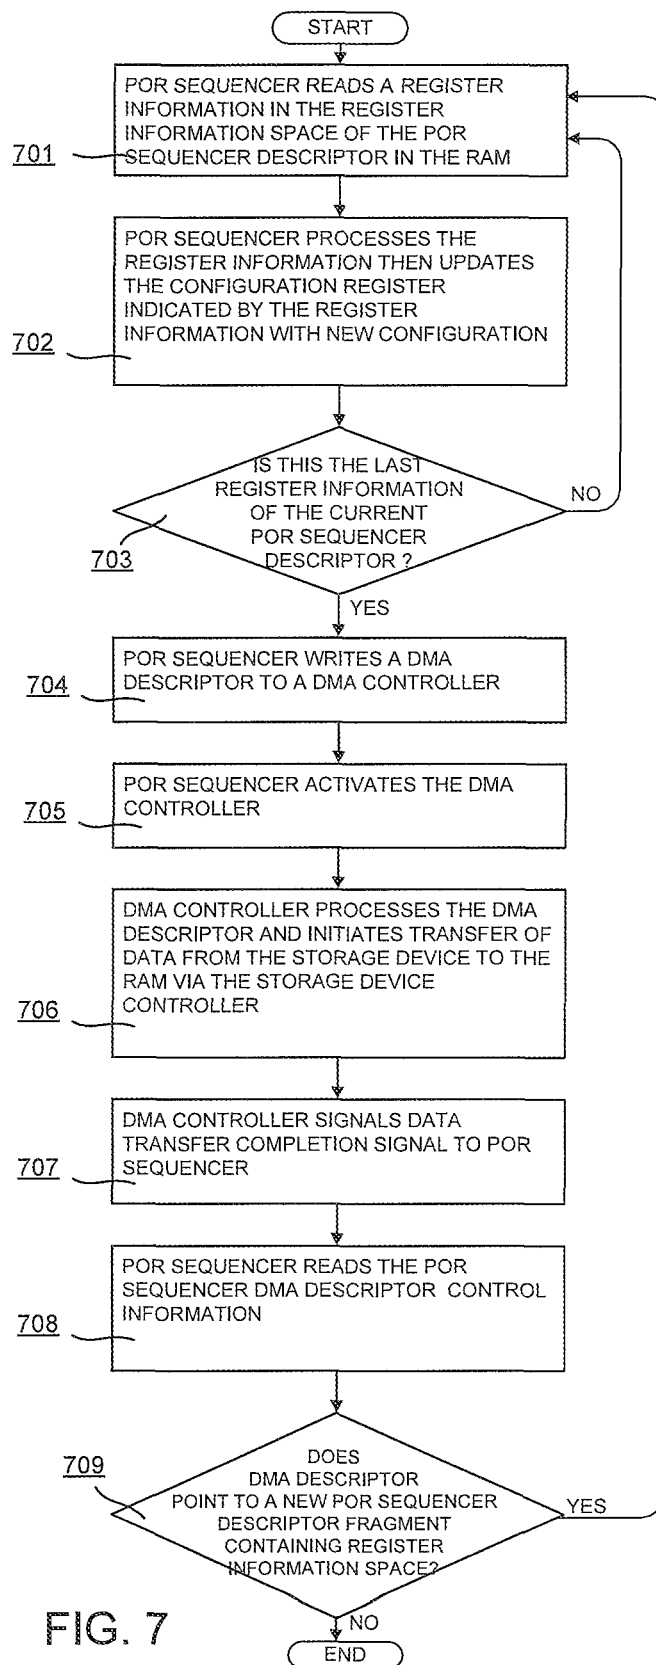 START
POR SEQUENCER READS A REGISTER
INFORMATION IN THE REGISTER
INFORMATION SPACE OF THE POR
SEQUENCER DESCRIPTOR IN THE RAM
701
POR SEQUENCER PROCESSES THE
REGISTER INFORMATION THEN UPDATES
THE CONFIGURATION REGISTER
INDICATED BY THE REGISTER
INFORMATION WITH NEW CONFIGURATION
702
IS THIS THE LAST
REGISTER INFORMATION
OF THE CURRENT
POR SEQUENCER
DESCRIPTOR ?
NO
703
YES
POR SEQUENCER WRITES A DMA
DESCRIPTOR TO A DMA CONTROLLER
704
POR SEQUENCER ACTIVATES THE DMA
CONTROLLER
705
DMA CONTROLLER PROCESSES THE DMA
DESCRIPTOR AND INITIATES TRANSFER OF
DATA FROM THE STORAGE DEVICE TO THE
RAM VIA THE STORAGE DEVICE
CONTROLLER
706
DMA CONTROLLER SIGNALS DATA
TRANSFER COMPLETION SIGNAL TO POR
SEQUENCER
707
POR SEQUENCER READS THE POR
SEQUENCER DMA DESCRIPTOR CONTROL
INFORMATION
708
DOES
DMA DESCRIPTOR
POINT TO A NEW POR SEQUENCER
DESCRIPTOR FRAGMENT
CONTAINING REGISTER
INFORMATION SPACE?
709
YES
NO
END
FIG. 7